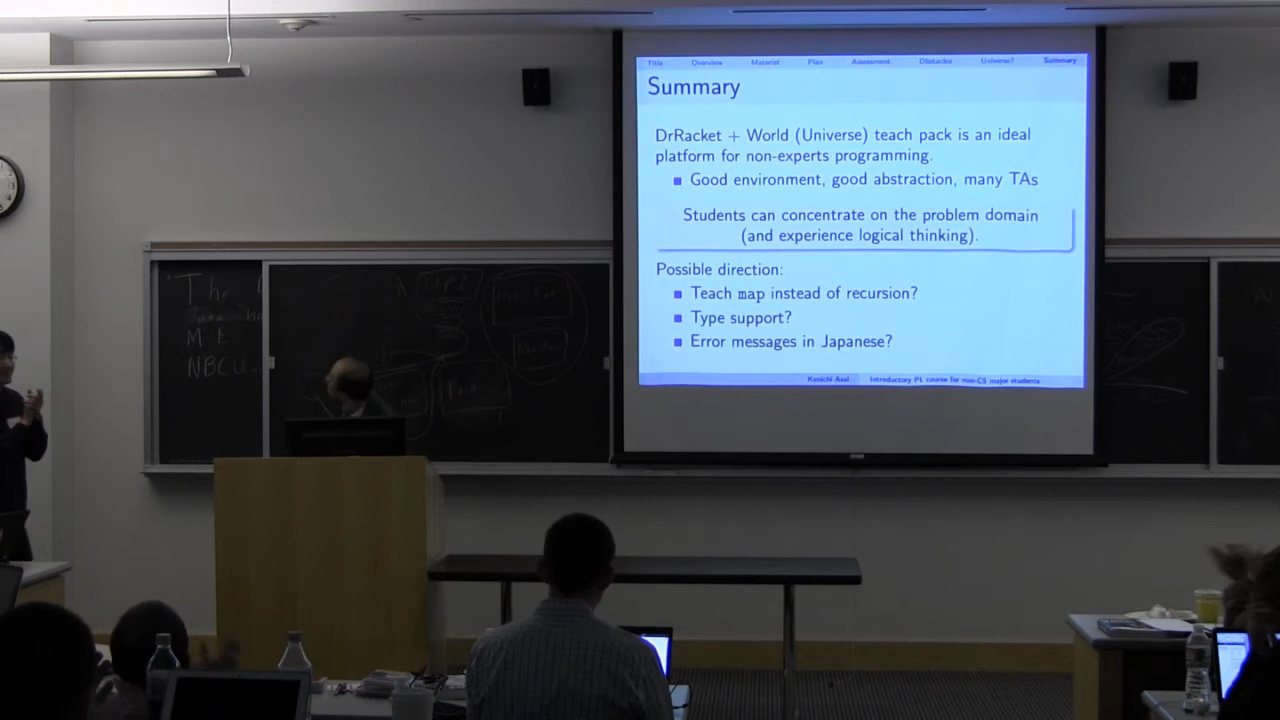 Title Overview Material Plan Assessment Obstacles Universe? Summary
Summary
DrRacket + World (Universe) teach pack is an ideal
platform for non-experts programming.
Good environment, good abstraction, many TAs
Students can concentrate on the problem domain
(and experience logical thinking).
Possible direction:
Teach map instead of recursion?
Type support?
Error messages in Japanese?
Kenichi Asai Introductory PL course for non-CS major students
The
M E
NBCU